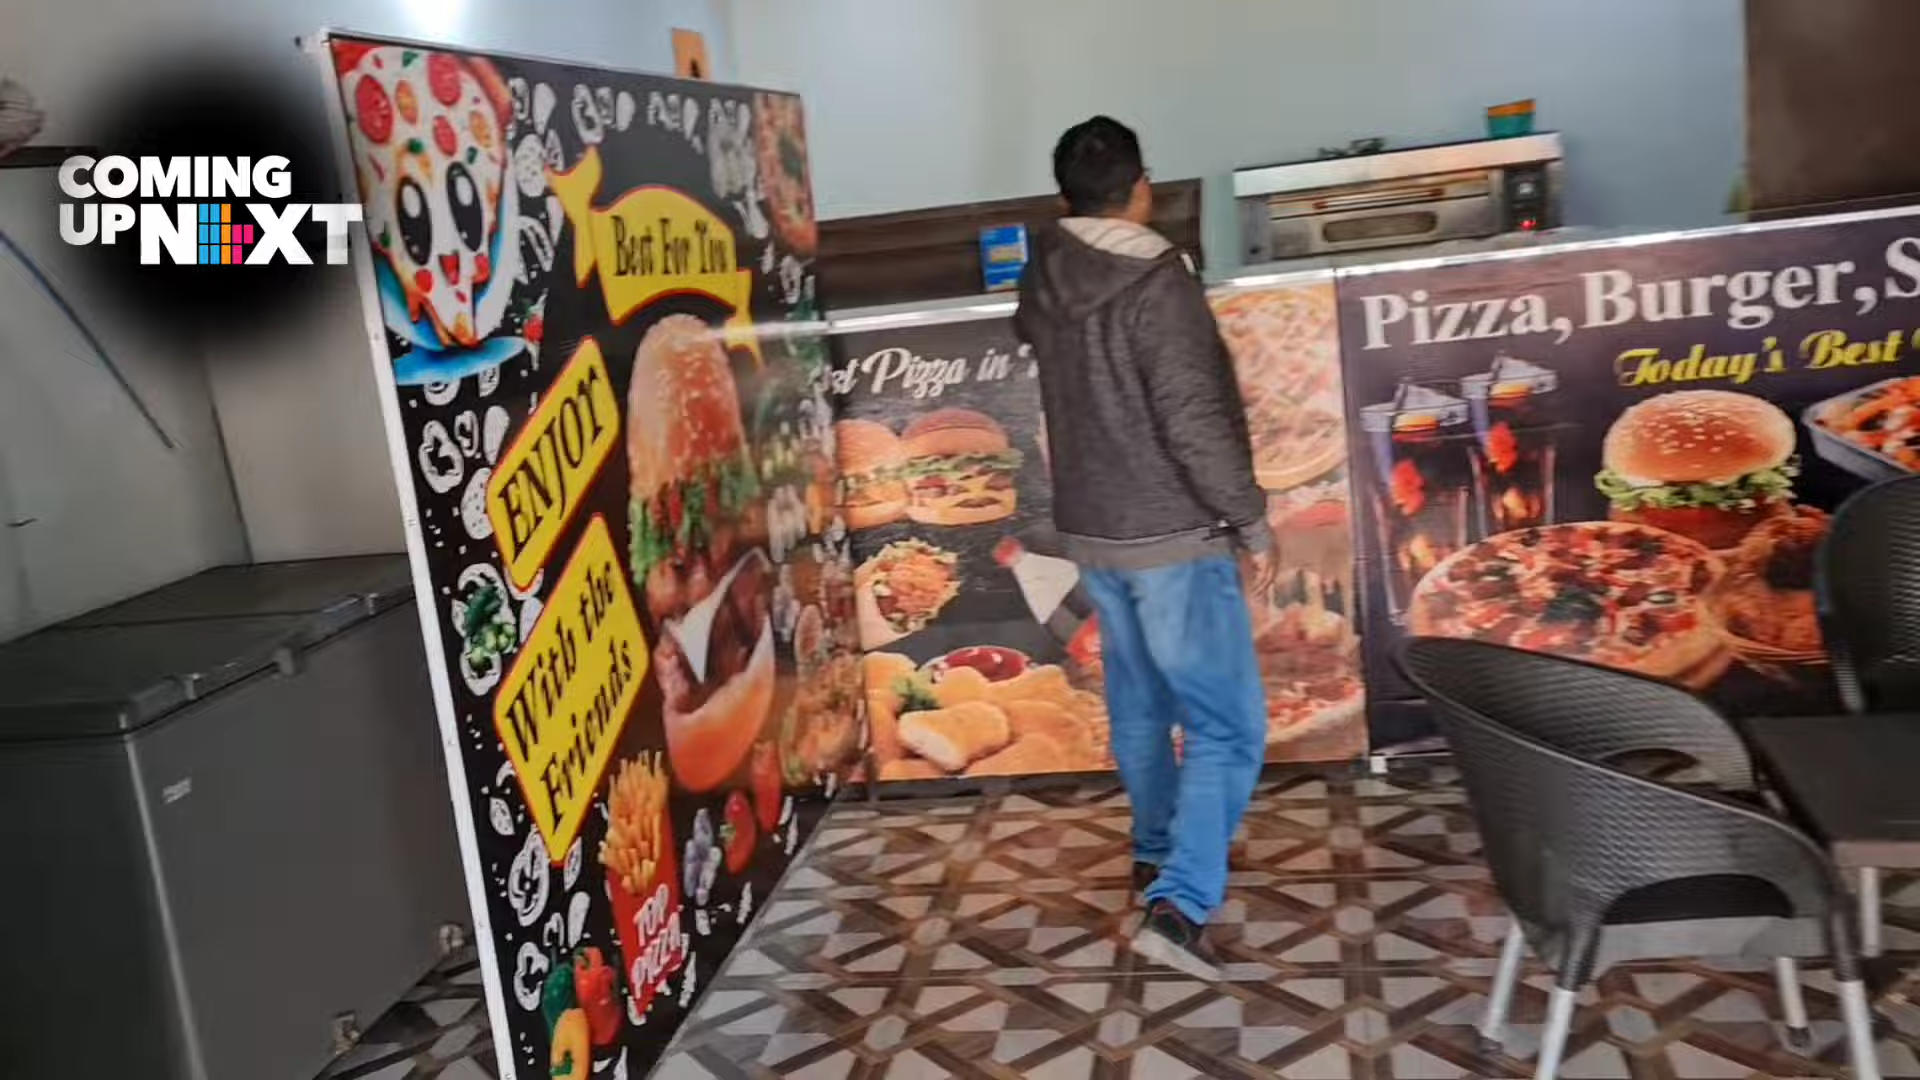 COMING
UP NEXT
Best For You
ENJOY
With the
Friends
TOP
PIZZA
Pizza in
Pizza, Burger, S
Today's Best